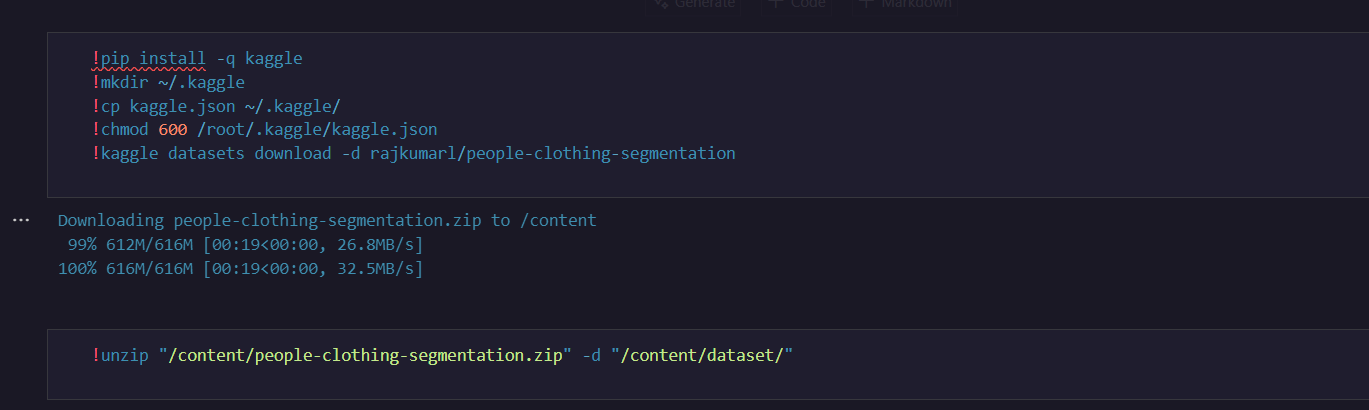 Generate + Code + Markdown
!pip install -q kaggle
!mkdir ~/.kaggle
!cp kaggle.json ~/.kaggle/
!chmod 600 /root/.kaggle/kaggle.json
!kaggle datasets download -d rajkumarl/people-clothing-segmentation
... Downloading people-clothing-segmentation.zip to /content
99% 612M/616M [00:19<00:00, 26.8MB/s]
100% 616M/616M [00:19<00:00, 32.5MB/s]
!unzip "/content/people-clothing-segmentation.zip" -d "/content/dataset/"